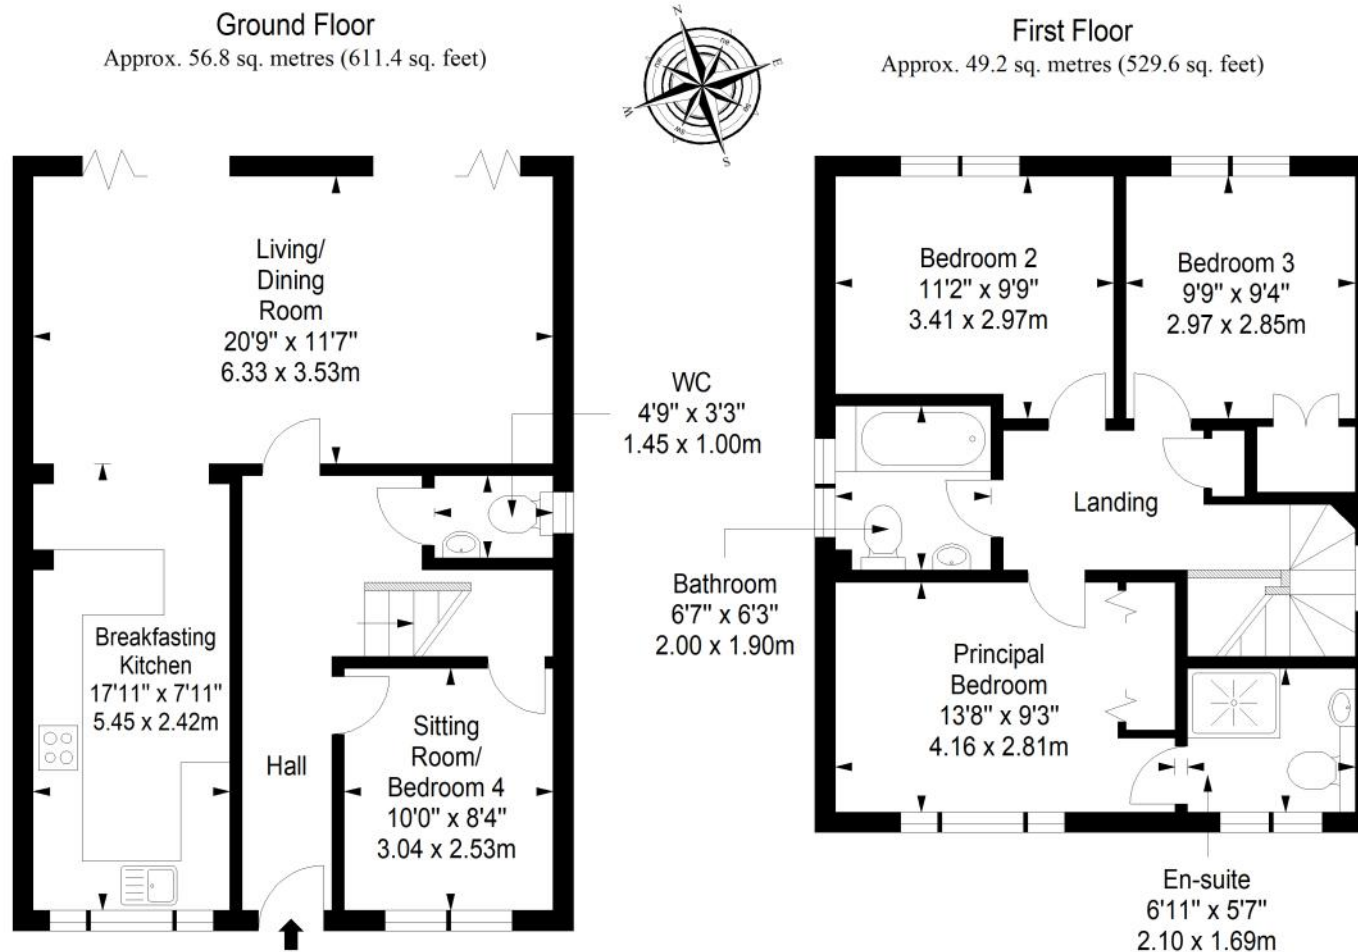 Ground Floor
Approx. 56.8 sq. metres (611.4 sq. feet)
N
NE
E
SE
S
SW
W
NW
First Floor
Approx. 49.2 sq. metres (529.6 sq. feet)
Living/
Dining
Room
20'9" x 11'7"
6.33 x 3.53m
WC
4'9" x 3'3"
1.45 x 1.00m
Breakfasting
Kitchen
17'11" x 7'11"
5.45 x 2.42m
Hall
Sitting
Room/
Bedroom 4
10'0" x 8'4"
3.04 x 2.53m
Bedroom 2
11'2" x 9'9"
3.41 x 2.97m
Bedroom 3
9'9" x 9'4"
2.97 x 2.85m
Landing
Bathroom
6'7" x 6'3"
2.00 x 1.90m
Principal
Bedroom
13'8" x 9'3"
4.16 x 2.81m
En-suite
6'11" x 5'7"
2.10 x 1.69m